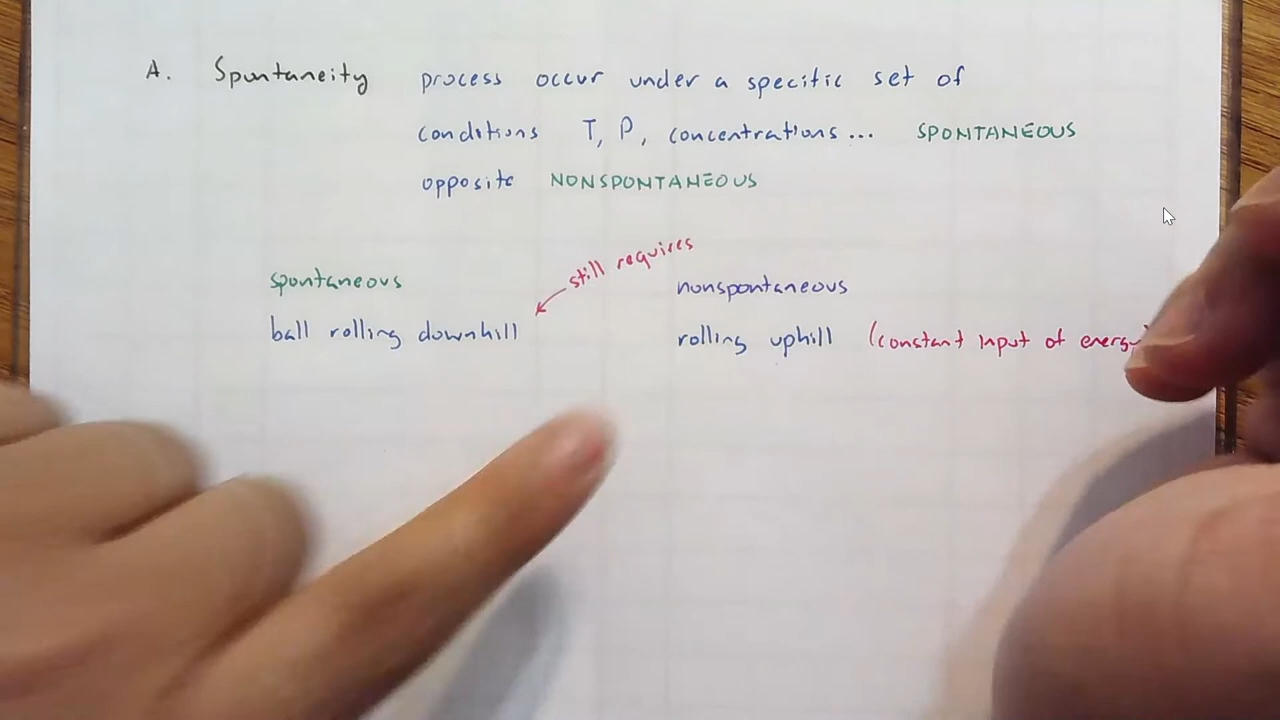 A. Spontaneity process occur under a specific set of
conditions T, P, concentrations... SPONTANEOUS
opposite NONSPONTANEOUS
still requires
spontaneous nonspontaneous
ball rolling downhill rolling uphill (constant input of energy)